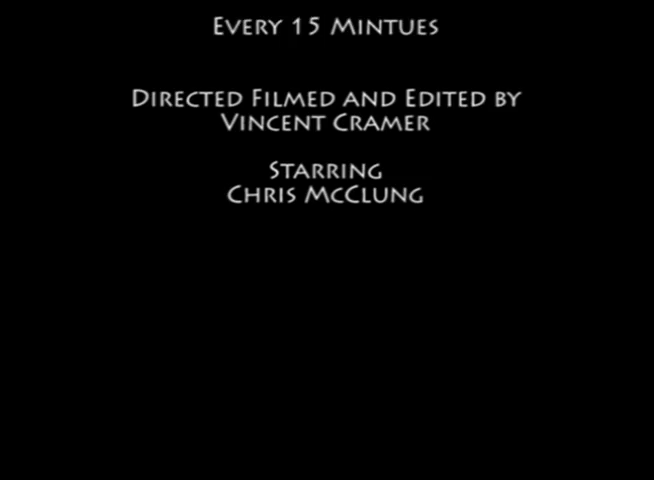 Every 15 Mintues
Directed Filmed and Edited by
Vincent Cramer
Starring
Chris McClung